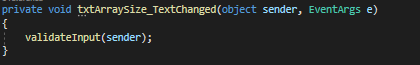 private void txtArraySize_TextChanged(object sender, EventArgs e)
{
    validateInput(sender);
}